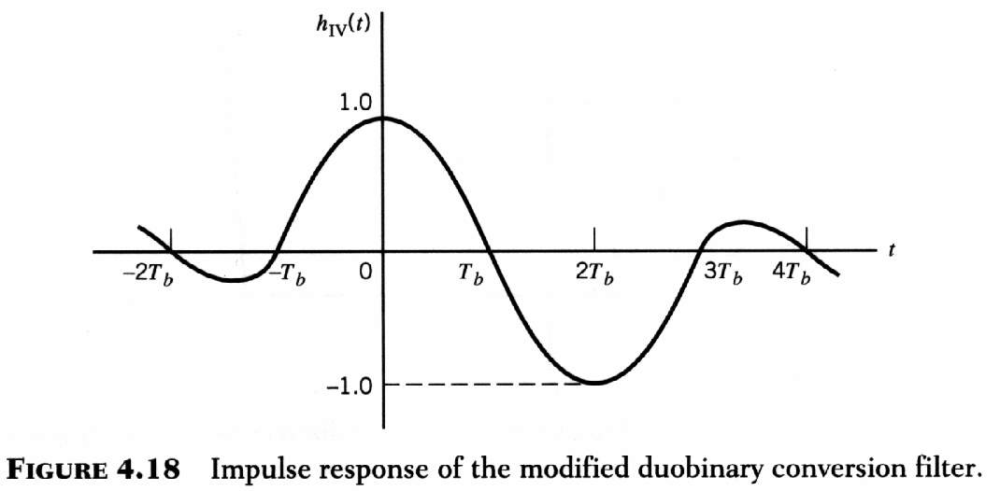 h_IV(t)
1.0
-2T_b -T_b 0 T_b 2T_b 3T_b 4T_b t
-1.0
FIGURE 4.18 Impulse response of the modified duobinary conversion filter.